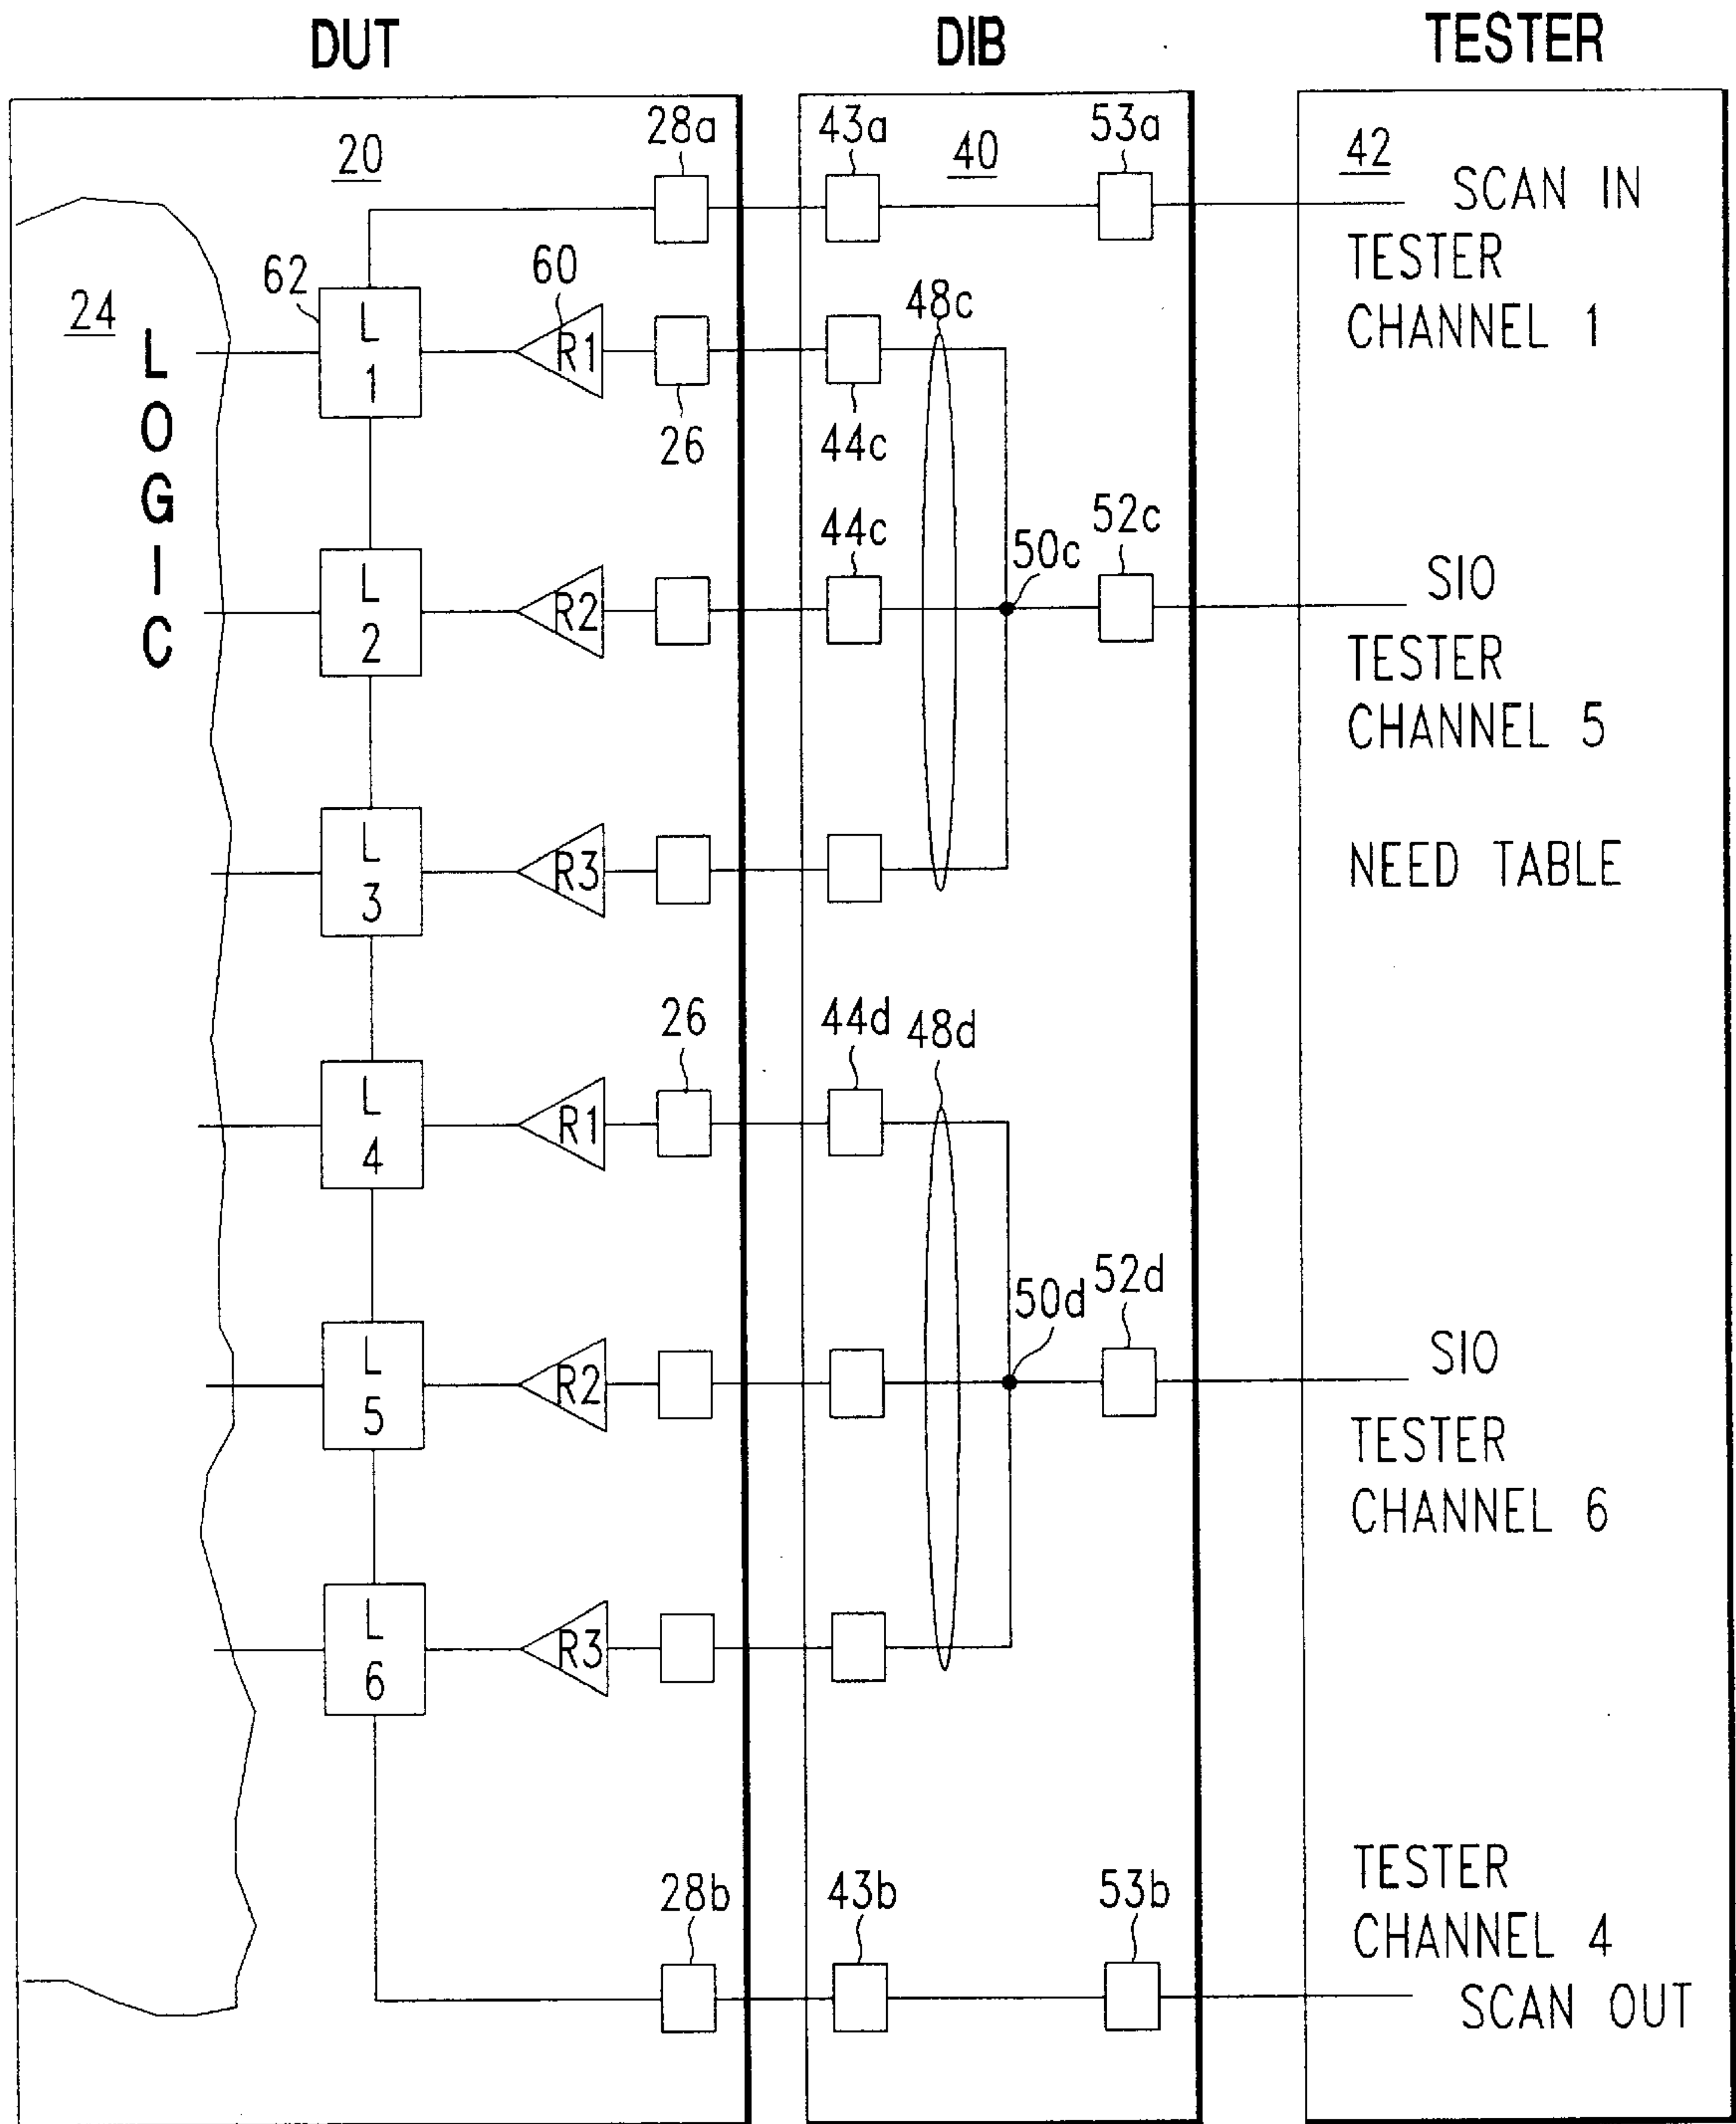 DUT
DIB
TESTER
20
28a
43a
40
53a
42
SCAN IN
TESTER
CHANNEL 1
24
LOGIC
62
L
1
60
R1
26
44c
48c
L
2
R2
44c
50c
52c
SIO
TESTER
CHANNEL 5
L
3
R3
NEED TABLE
L
4
R1
26
44d
48d
L
5
R2
50d
52d
SIO
TESTER
CHANNEL 6
L
6
R3
28b
43b
53b
TESTER
CHANNEL 4
SCAN OUT